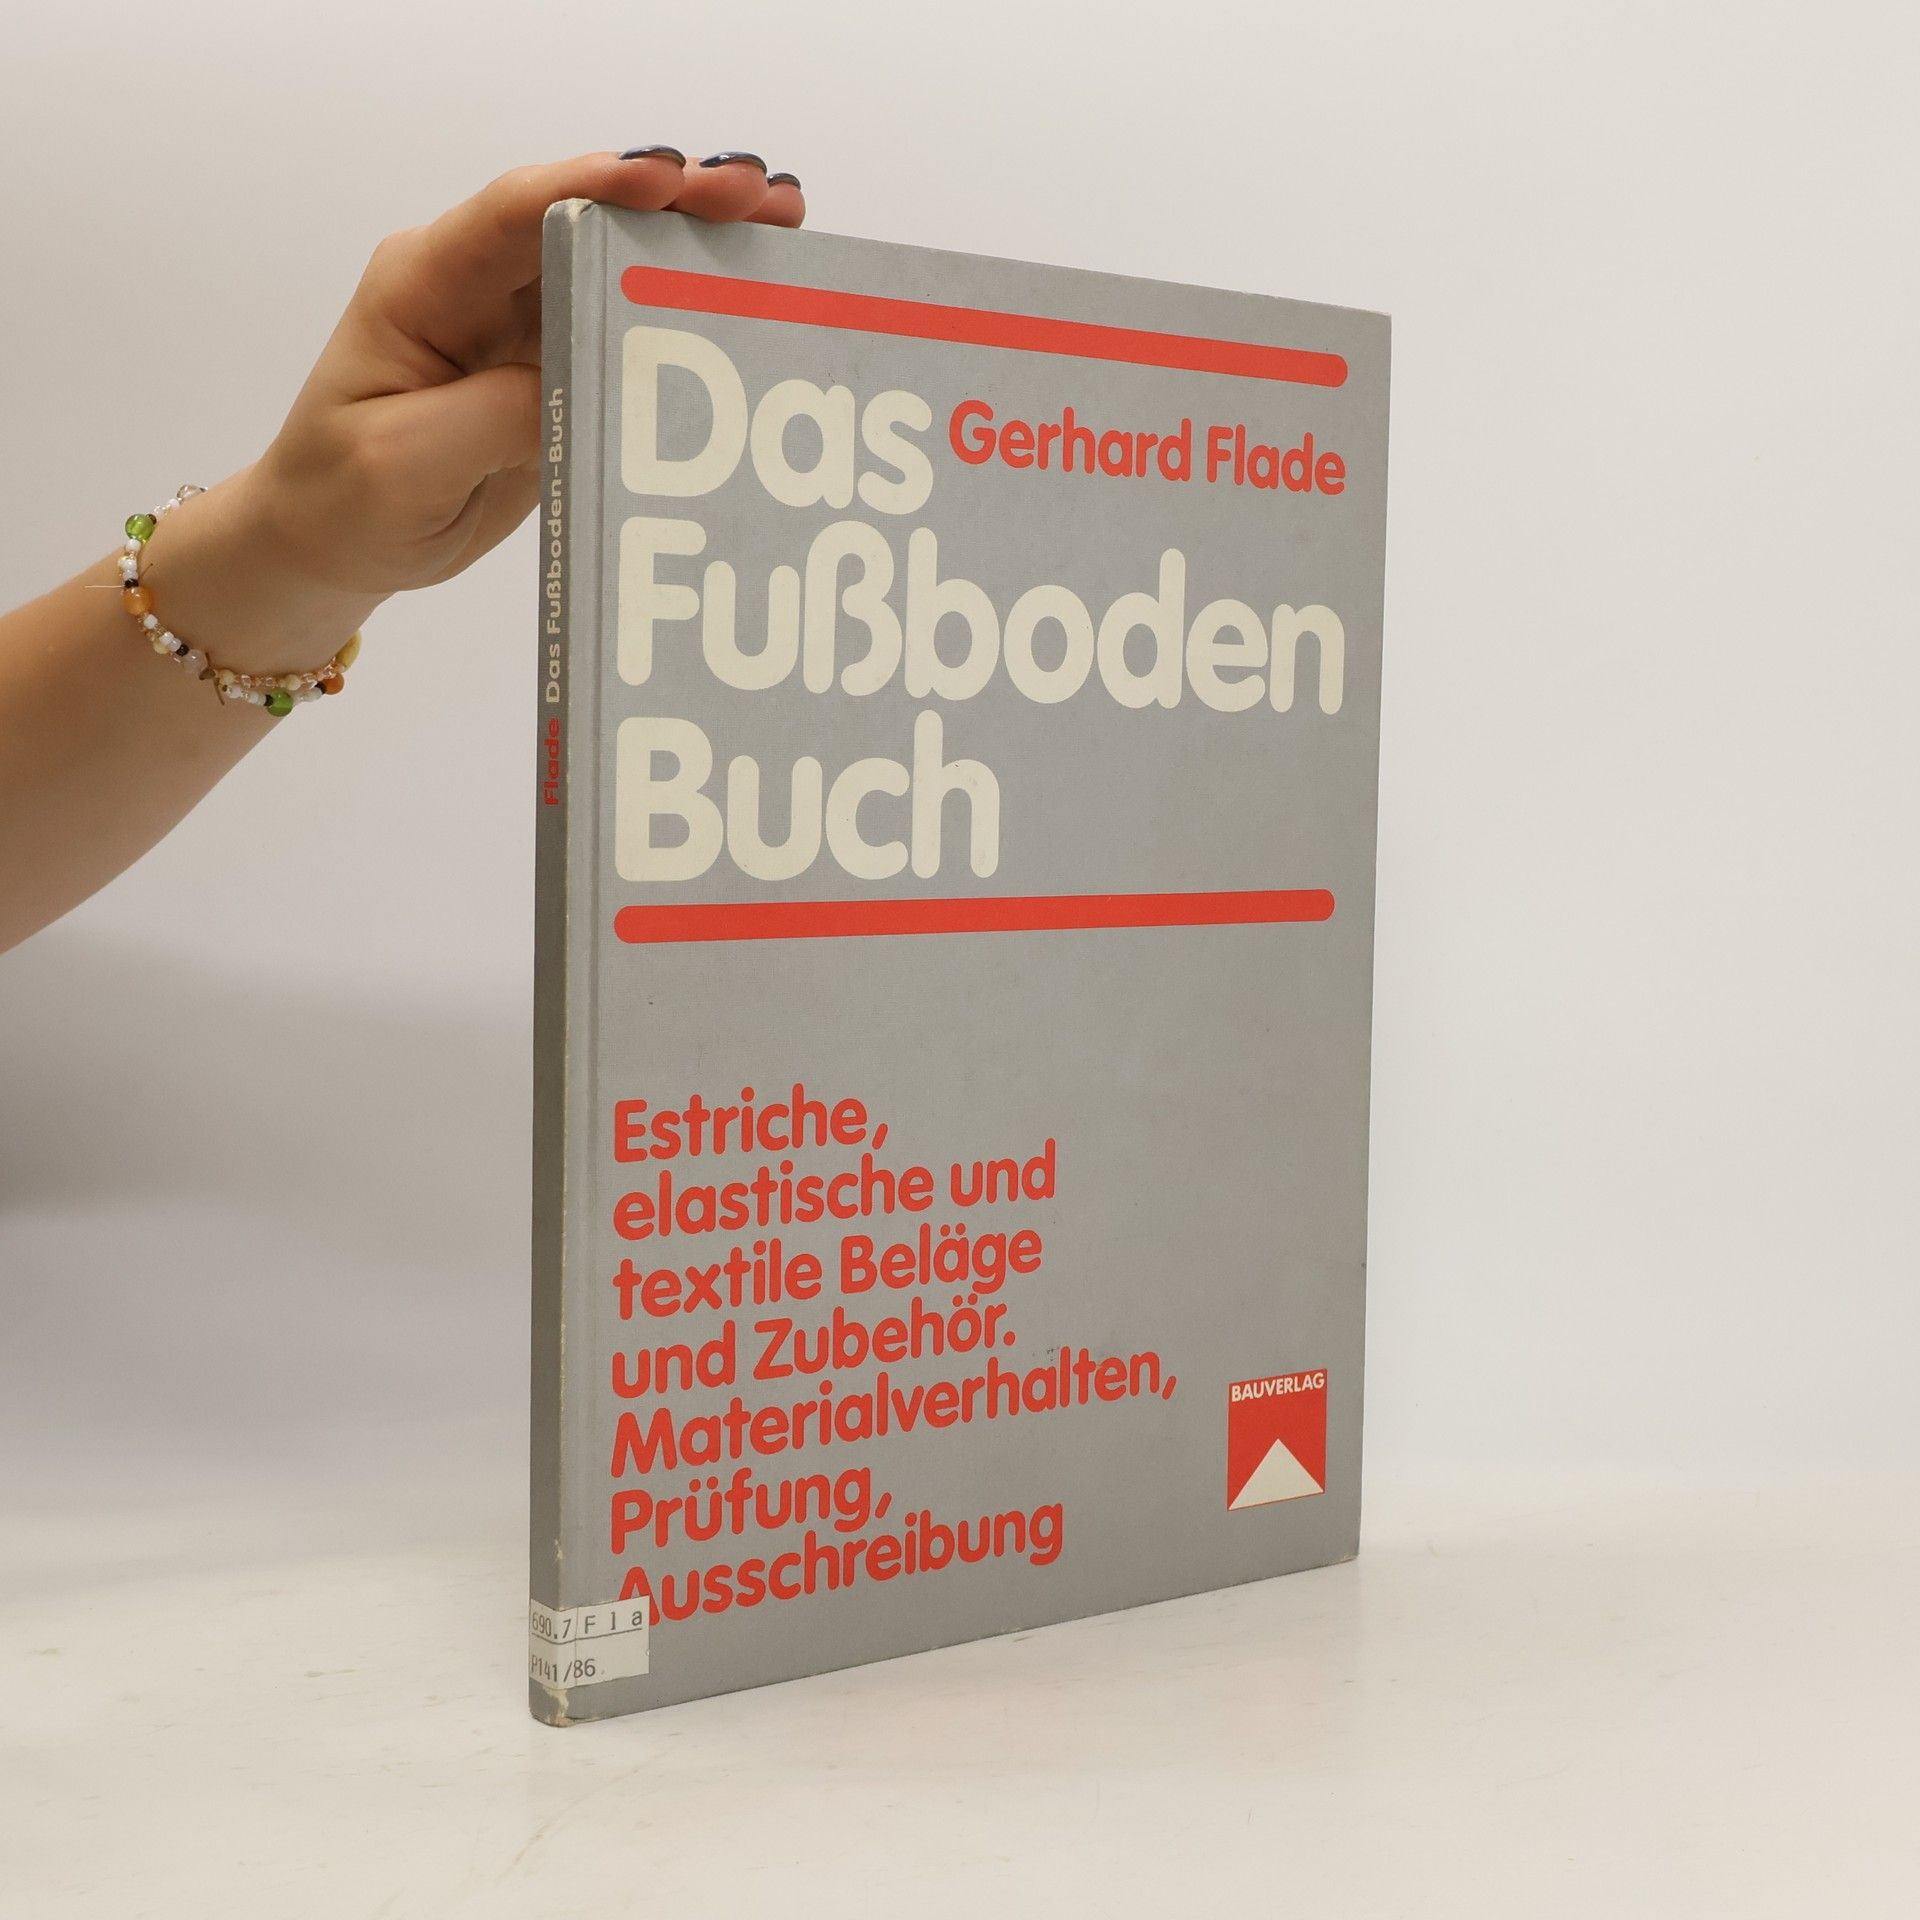 Das Gerhard Flade
Fußboden
Buch
Estriche,
elastische und
textile Beläge
und Zubehör.
Materialverhalten,
Prüfung,
Ausschreibung
BAUVERLAG
Flade Das Fußboden-Buch
690.7 Fla
P141/86